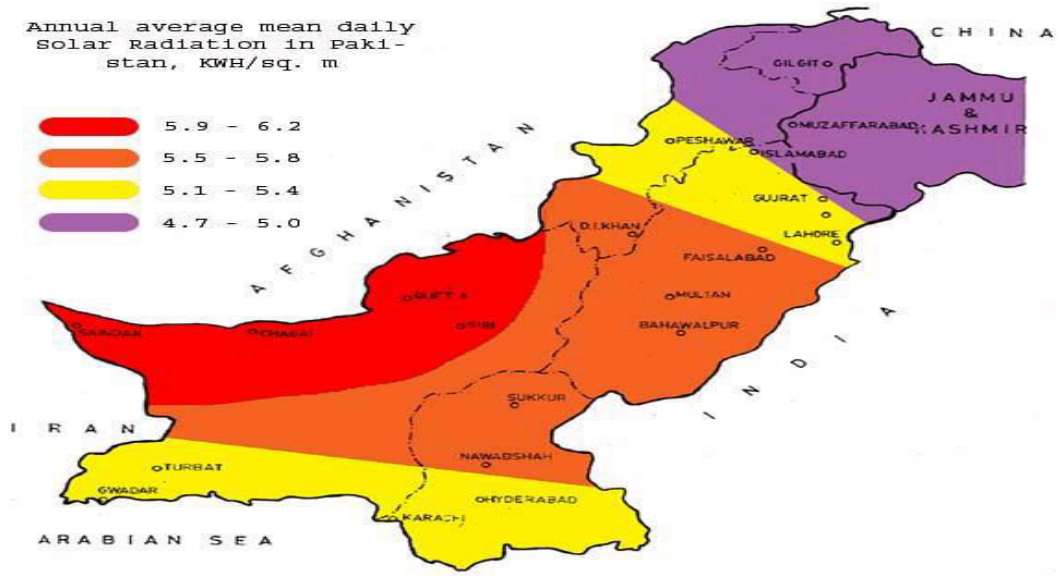 Annual average mean daily
Solar Radiation in Paki-
stan, KWH/sq. m
5.9 - 6.2
5.5 - 5.8
5.1 - 5.4
4.7 - 5.0
CHINA
GILGIT
JAMMU
&
KASHMIR
MUZAFFARABAD
PESHAWAR
ISLAMABAD
AFGHANISTAN
GUJRAT
D.I.KHAN
LAHORE
FAISALABAD
QUETTA
MULTAN
SAINDAK
CHAGAI
SIBI
BAHAWALPUR
INDIA
SUKKUR
IRAN
NAWABSHAH
TURBAT
GWADAR
HYDERABAD
KARACHI
ARABIAN SEA